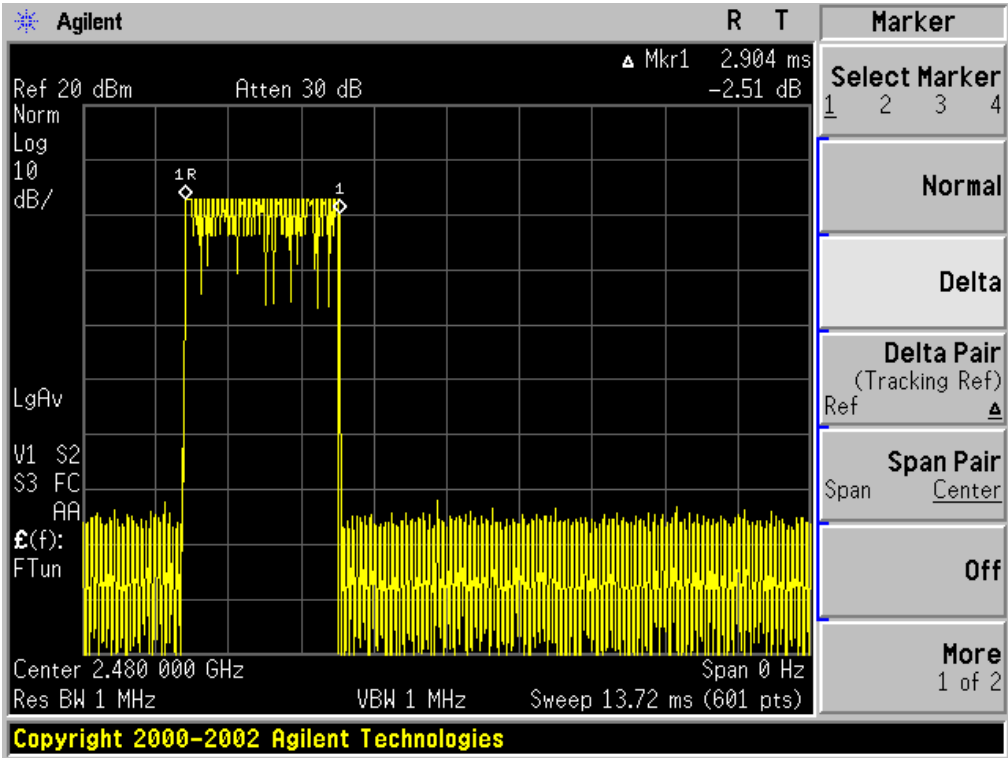 Agilent R T
Δ Mkr1 2.904 ms
Ref 20 dBm Atten 30 dB -2.51 dB
Norm
Log
10
dB/
1R
1
LgAv
V1 S2
S3 FC
AA
£(f):
FTun
Center 2.480 000 GHz Span 0 Hz
Res BW 1 MHz VBW 1 MHz Sweep 13.72 ms (601 pts)
Copyright 2000-2002 Agilent Technologies
Marker
Select Marker
1 2 3 4
Normal
Delta
Delta Pair
(Tracking Ref)
Ref Δ
Span Pair
Span Center
Off
More
1 of 2